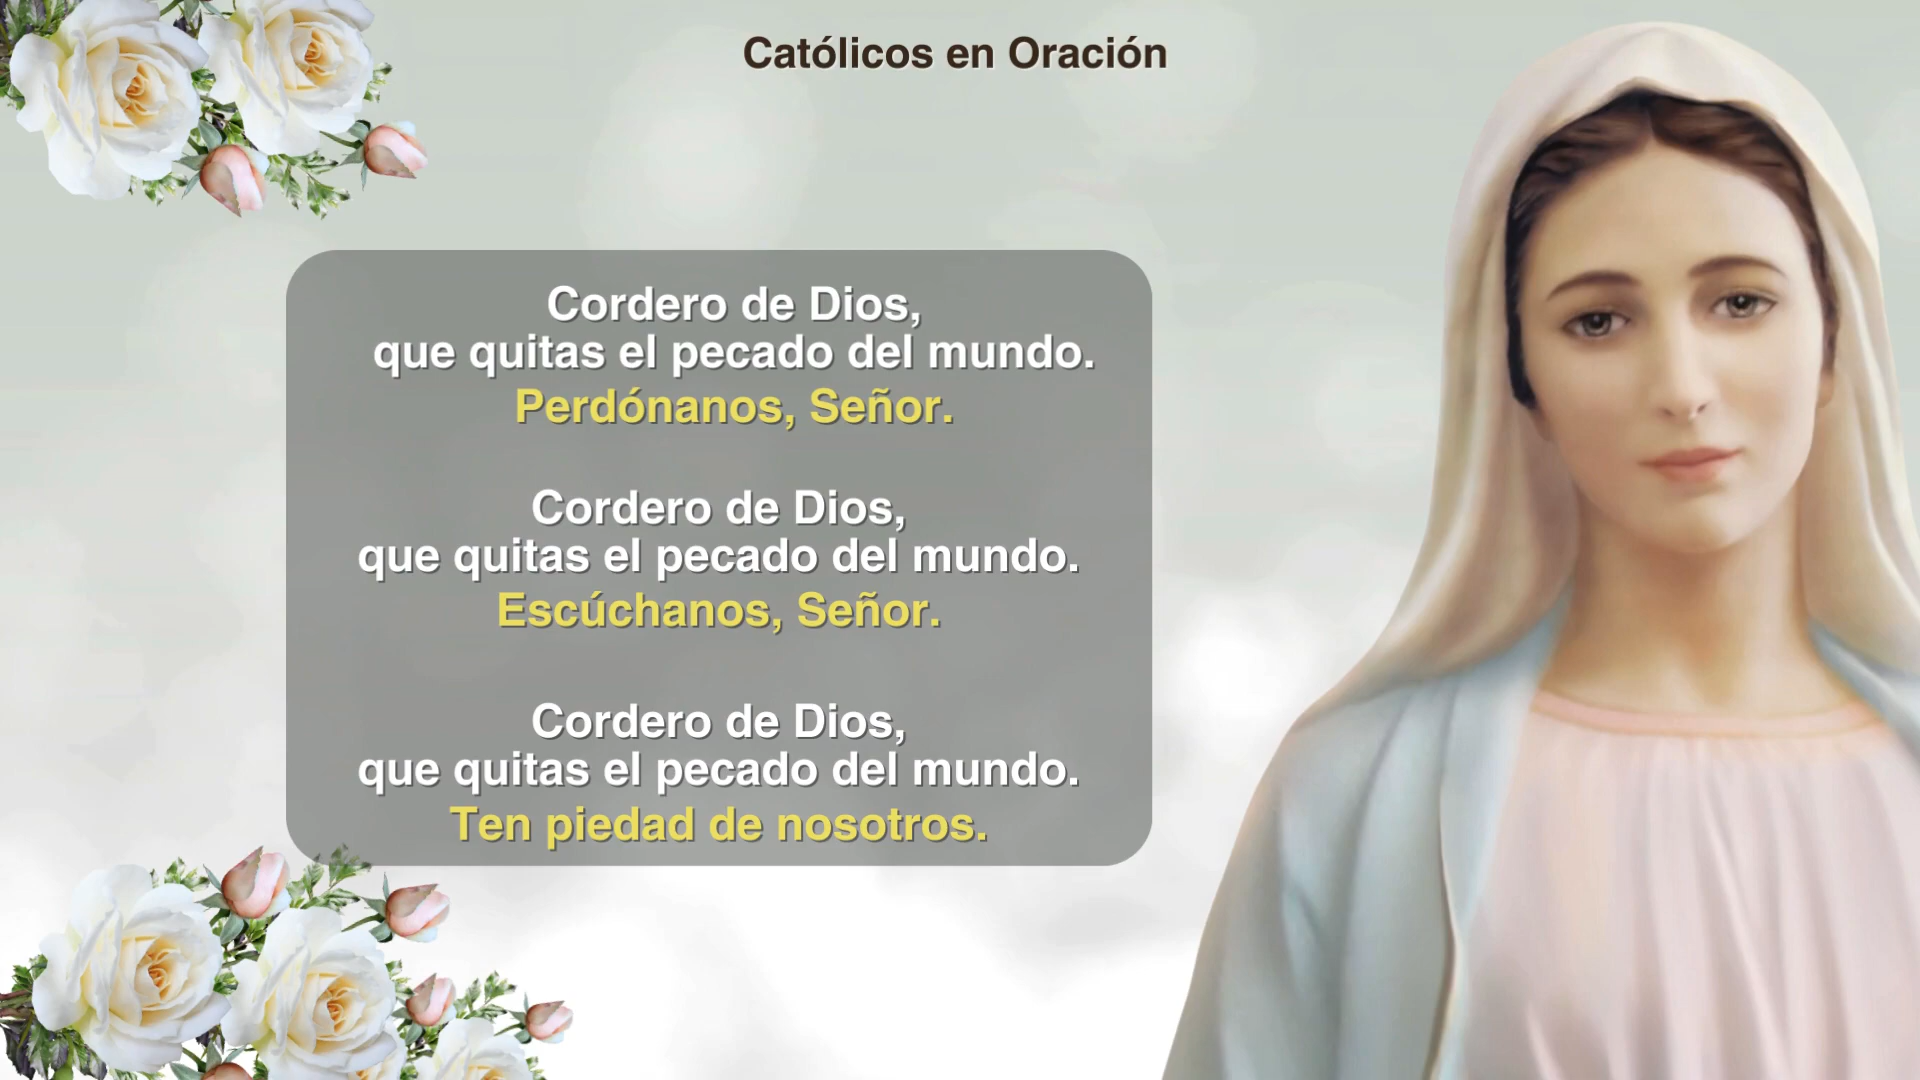 Católicos en Oración
Cordero de Dios,
que quitas el pecado del mundo.
Perdónanos, Señor.
Cordero de Dios,
que quitas el pecado del mundo.
Escúchanos, Señor.
Cordero de Dios,
que quitas el pecado del mundo.
Ten piedad de nosotros.